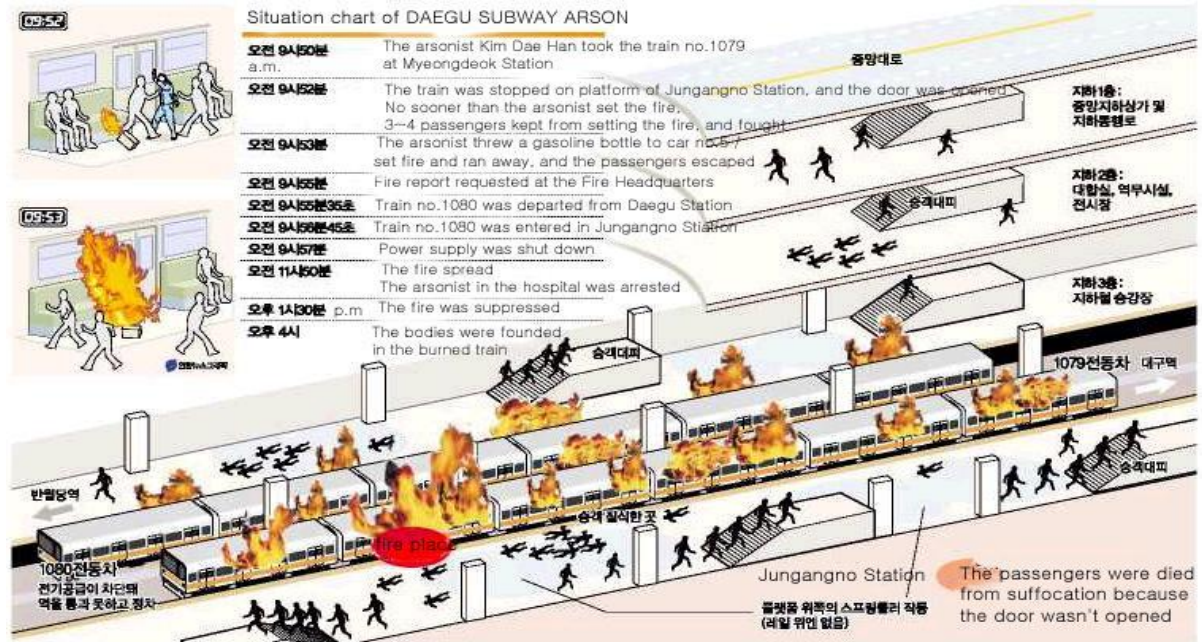 09:52
Situation chart of DAEGU SUBWAY ARSON
오전 9시50분 The arsonist Kim Dae Han took the train no.1079
a.m. at Myeongdeok Station
오전 9시52분 The train was stopped on platform of Jungangno Station, and the door was opened
No sooner than the arsonist set the fire,
3~4 passengers kept from setting the fire, and fought
오전 9시53분 The arsonist threw a gasoline bottle to car no.5 /
set fire and ran away, and the passengers escaped
오전 9시55분 Fire report requested at the Fire Headquarters
오전 9시55분35초 Train no.1080 was departed from Daegu Station
오전 9시56분45초 Train no.1080 was entered in Jungangno Station
오전 9시57분 Power supply was shut down
오전 11시50분 The fire spread
The arsonist in the hospital was arrested
오후 1시30분 p.m The fire was suppressed
오후 4시 The bodies were founded
in the burned train
09:53
중앙대로
지하1층:
중앙지하상가 및
지하통행로
지하2층:
대합실, 역무시설,
전시장
승객대피
지하3층:
지하철 승강장
승객대피
1079전동차 대구역
반월당역
승객대피
승객 질식한 곳
fire place
1080전동차
전기공급이 차단돼
역을 통과 못하고 정차
Jungangno Station
플랫폼 위쪽의 스프링클러 작동
(레일 위엔 없음)
The passengers were died
from suffocation because
the door wasn't opened